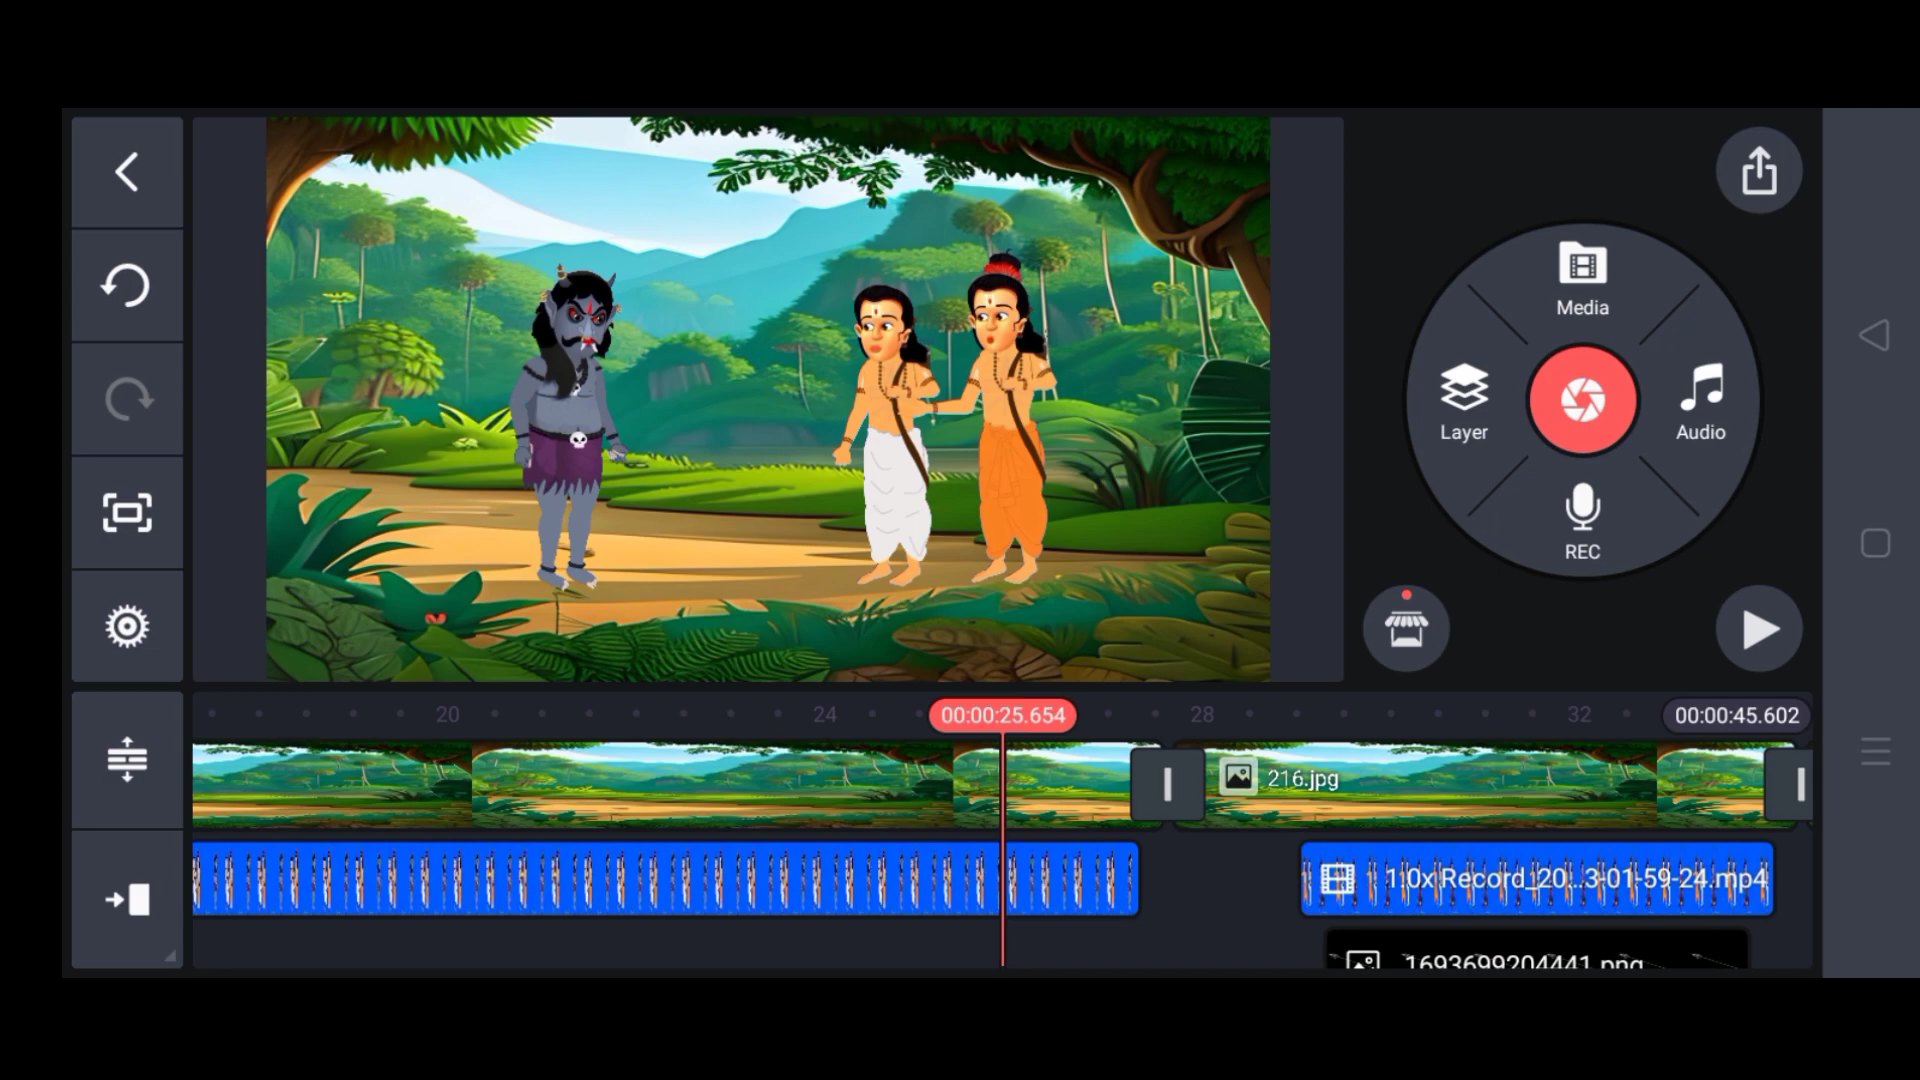 Media
Layer
Audio
REC
20
24
00:00:25.654
28
32
00:00:45.602
216.jpg
1.0x Record_20...3-01-59-24.mp4
1693699204441.png